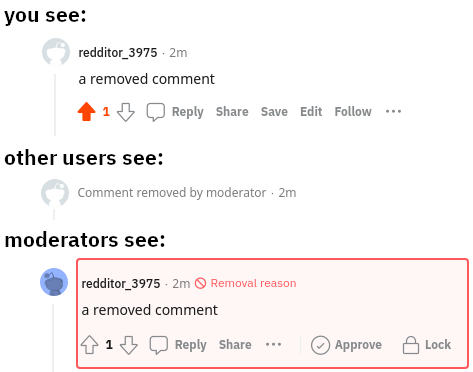 you see:
redditor_3975 · 2m
a removed comment
1 Reply Share Save Edit Follow ···
other users see:
Comment removed by moderator · 2m
moderators see:
redditor_3975 · 2m Removal reason
a removed comment
1 Reply Share ··· Approve Lock